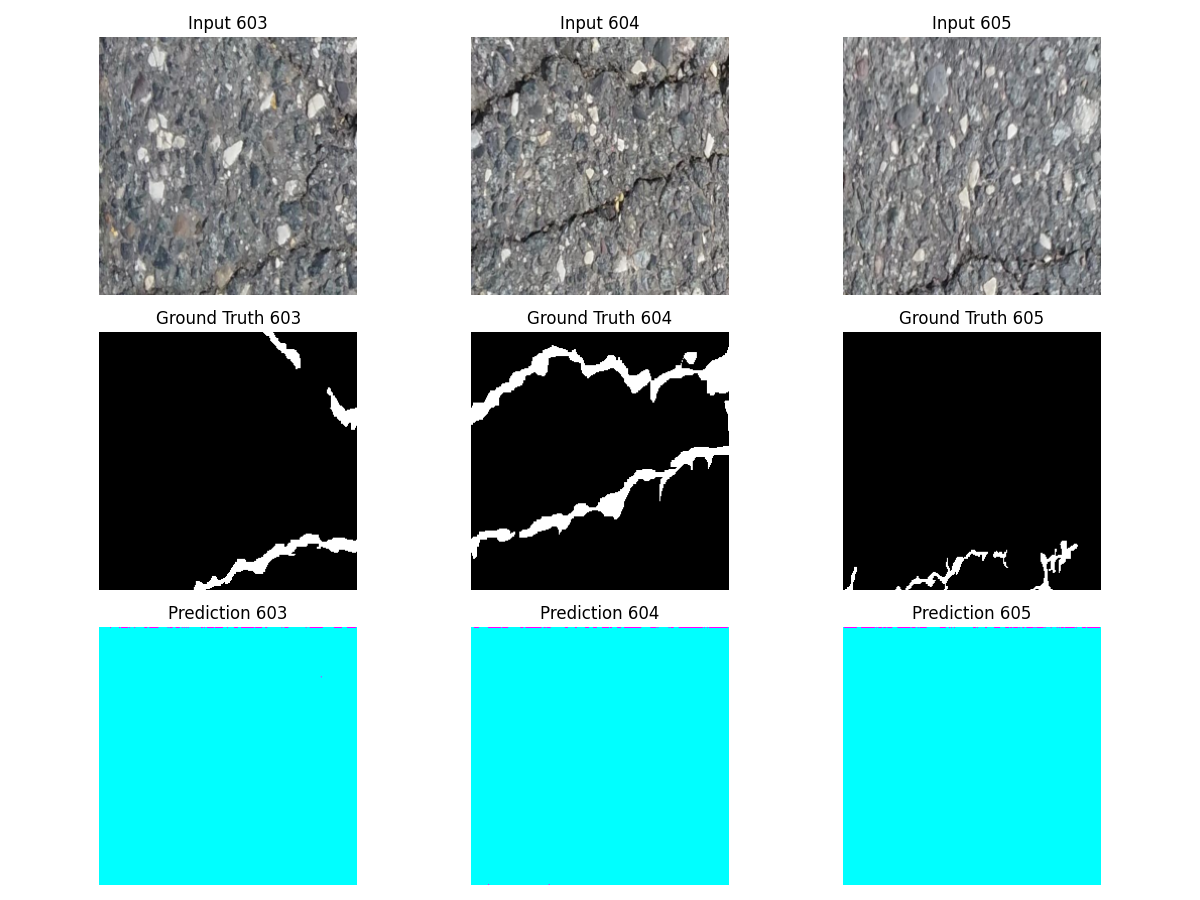 Input 603
Input 604
Input 605
Ground Truth 603
Ground Truth 604
Ground Truth 605
Prediction 603
Prediction 604
Prediction 605